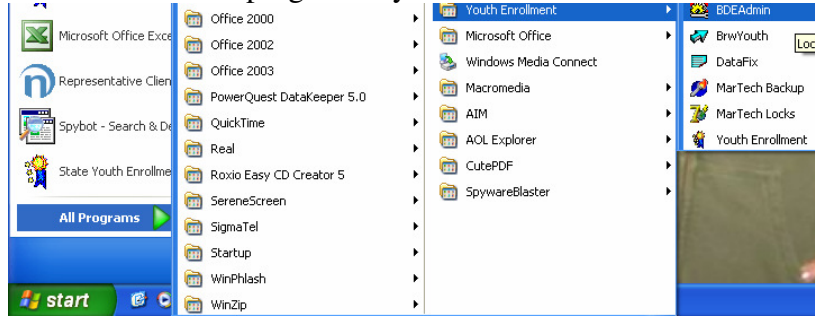 program
Microsoft Office Exce
Representative Clien
Spybot - Search & De
State Youth Enrollme
All Programs
start
Office 2000
Office 2002
Office 2003
PowerQuest DataKeeper 5.0
QuickTime
Real
Roxio Easy CD Creator 5
SereneScreen
SigmaTel
Startup
WinPhlash
WinZip
Youth Enrollment
Microsoft Office
Windows Media Connect
Macromedia
AIM
AOL Explorer
CutePDF
SpywareBlaster
BDEAdmin
BrwYouth
Loc
DataFix
MarTech Backup
MarTech Locks
Youth Enrollment